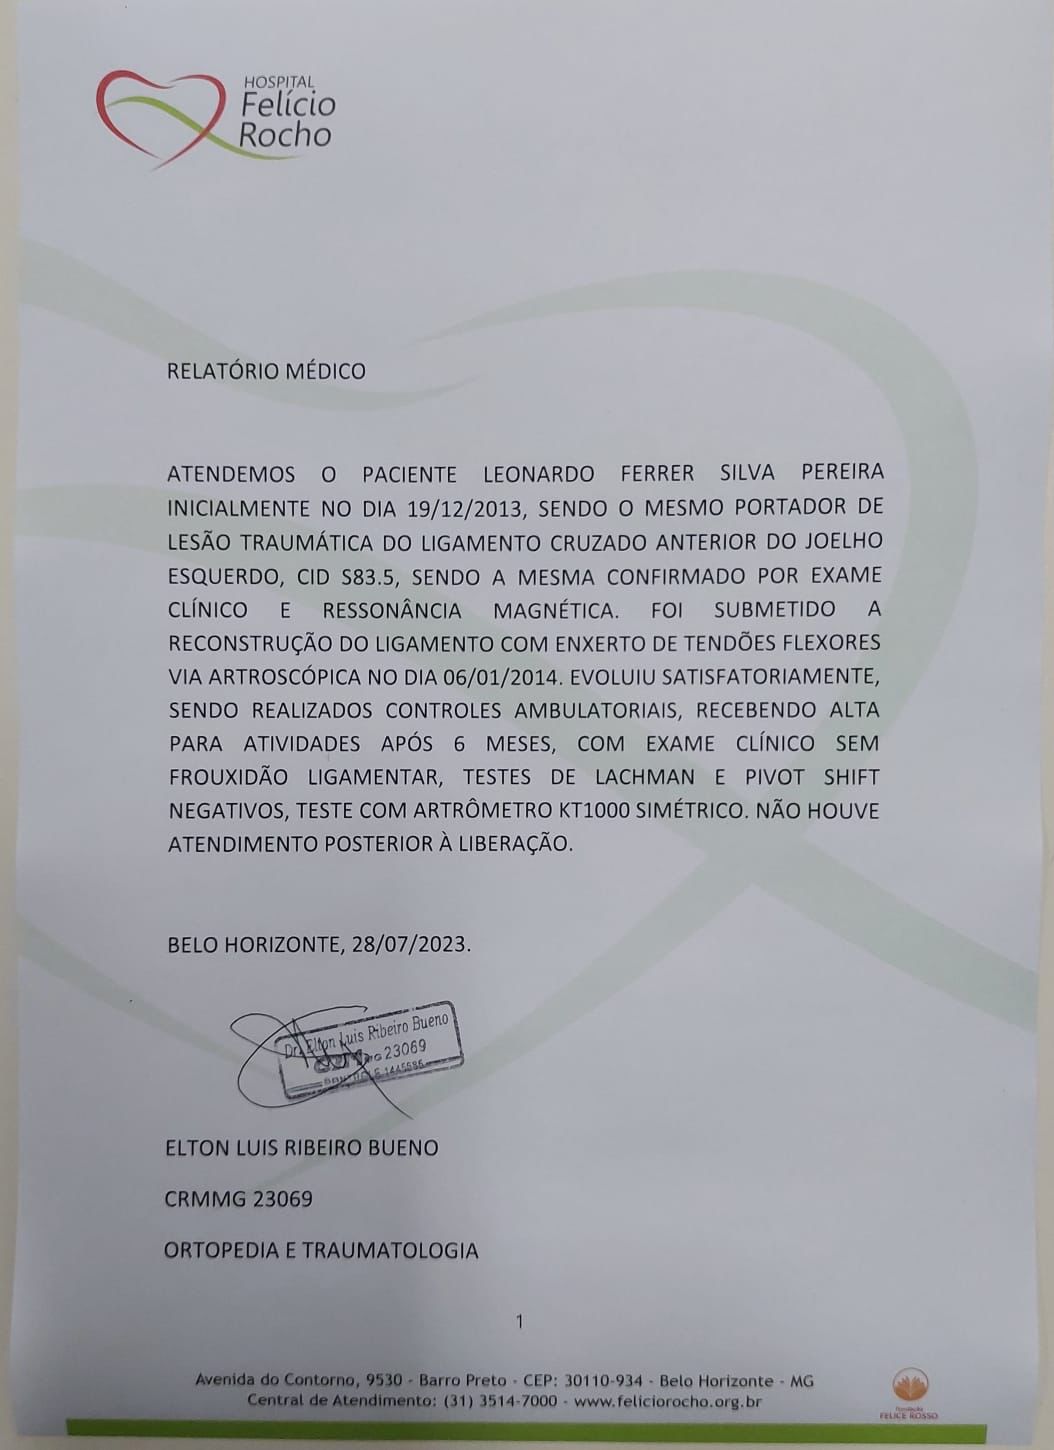 HOSPITAL
Felício
Rocho
RELATÓRIO MÉDICO
ATENDEMOS O PACIENTE LEONARDO FERRER SILVA PEREIRA
INICIALMENTE NO DIA 19/12/2013, SENDO O MESMO PORTADOR DE
LESÃO TRAUMÁTICA DO LIGAMENTO CRUZADO ANTERIOR DO JOELHO
ESQUERDO, CID S83.5, SENDO A MESMA CONFIRMADO POR EXAME
CLÍNICO E RESSONÂNCIA MAGNÉTICA. FOI SUBMETIDO A
RECONSTRUÇÃO DO LIGAMENTO COM ENXERTO DE TENDÕES FLEXORES
VIA ARTROSCÓPICA NO DIA 06/01/2014. EVOLUIU SATISFATORIAMENTE,
SENDO REALIZADOS CONTROLES AMBULATORIAIS, RECEBENDO ALTA
PARA ATIVIDADES APÓS 6 MESES, COM EXAME CLÍNICO SEM
FROUXIDÃO LIGAMENTAR, TESTES DE LACHMAN E PIVOT SHIFT
NEGATIVOS, TESTE COM ARTRÔMETRO KT1000 SIMÉTRICO. NÃO HOUVE
ATENDIMENTO POSTERIOR À LIBERAÇÃO.
BELO HORIZONTE, 28/07/2023.
Dr. Elton Luis Ribeiro Bueno
23069
ELTON LUIS RIBEIRO BUENO
CRMMG 23069
ORTOPEDIA E TRAUMATOLOGIA
1
Avenida do Contorno, 9530 - Barro Preto - CEP: 30110-934 - Belo Horizonte - MG
Central de Atendimento: (31) 3514-7000 - www.feliciorocho.org.br
Fundação
FELICE ROSSO